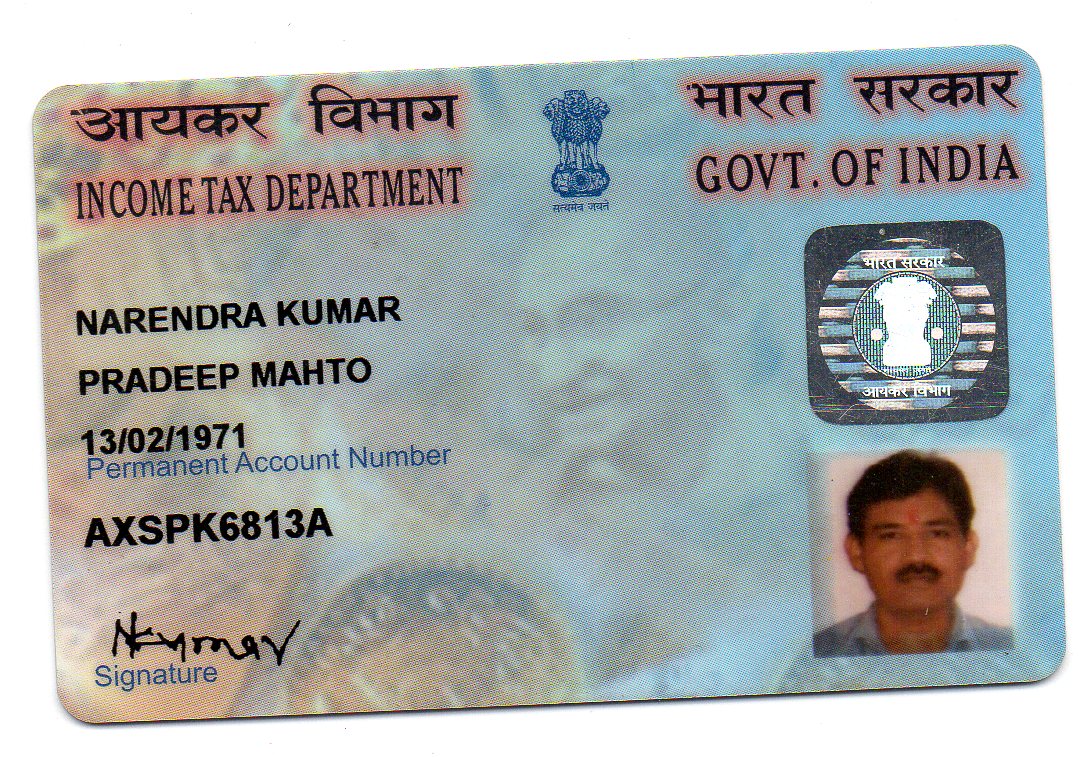 आयकर विभाग
भारत सरकार
INCOME TAX DEPARTMENT
GOVT. OF INDIA
सत्यमेव जयते
भारत सरकार
आयकर विभाग
NARENDRA KUMAR
PRADEEP MAHTO
13/02/1971
Permanent Account Number
AXSPK6813A
NKumar
Signature